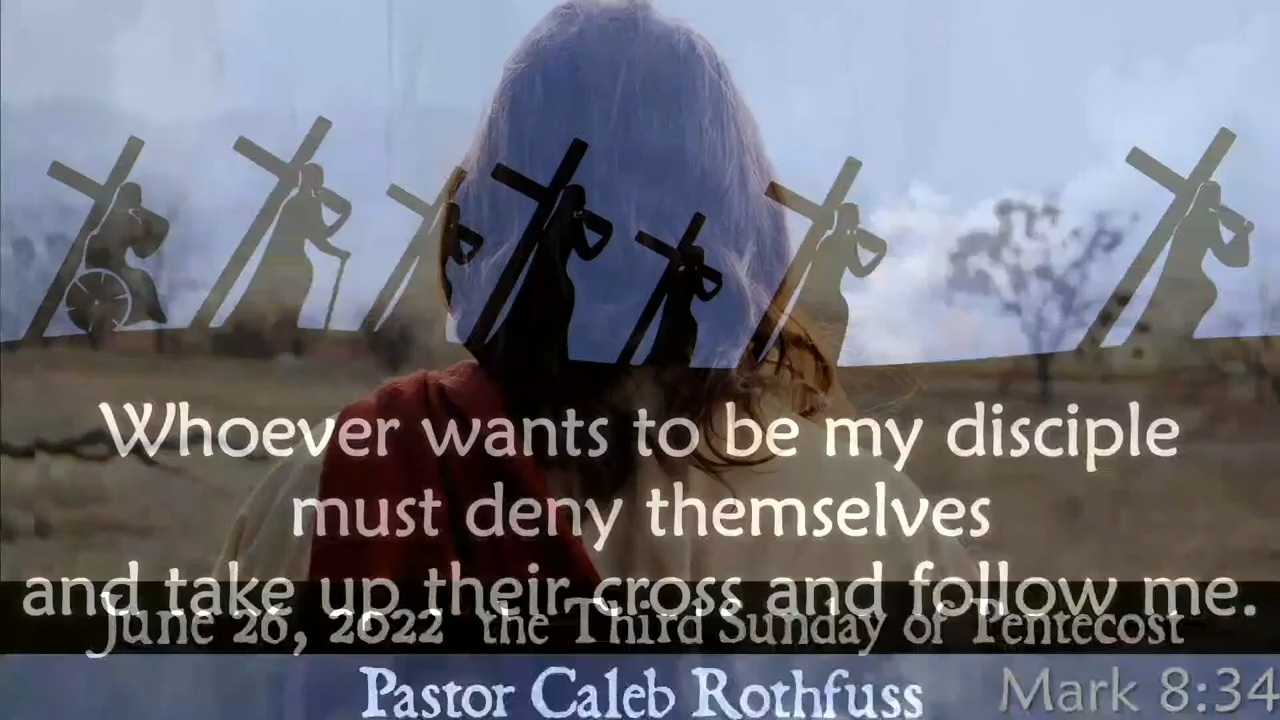 Whoever wants to be my disciple
must deny themselves
and take up their cross and follow me.
June 26, 2022 the Third Sunday of Pentecost
Pastor Caleb Rothfuss
Mark 8:34